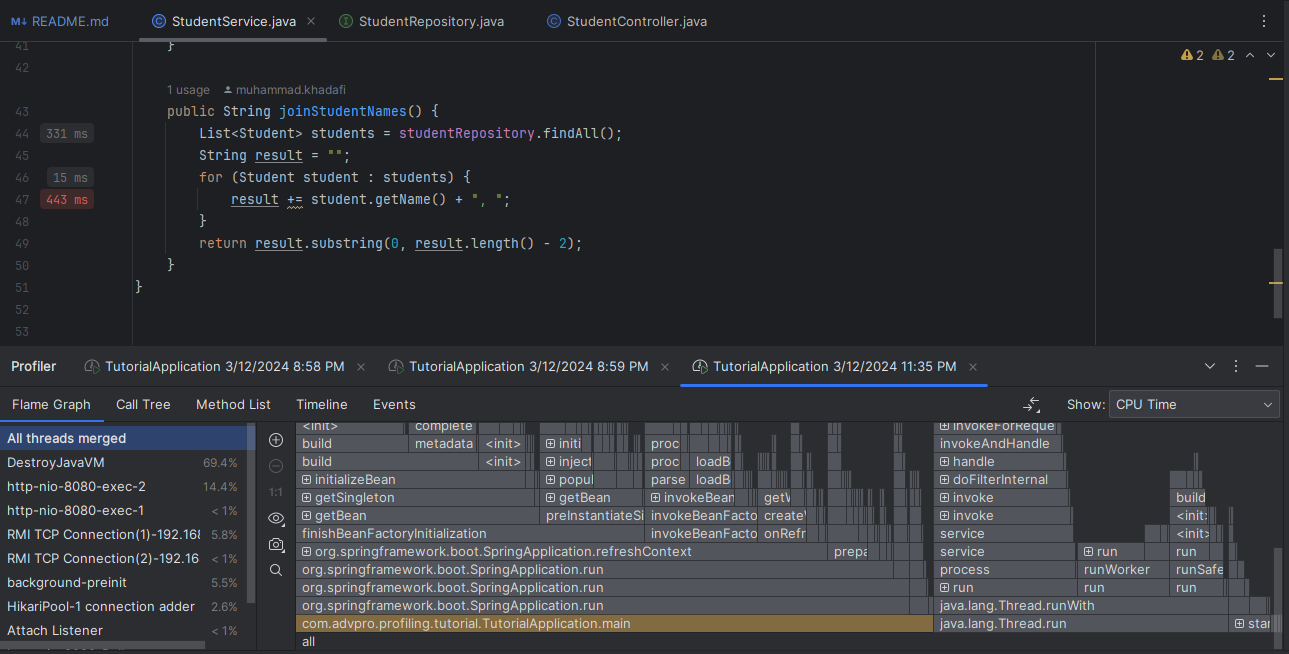 M↓ README.md StudentService.java × StudentRepository.java StudentController.java
41 }
42 2 2
1 usage muhammad.khadafi
43 public String joinStudentNames() {
44 331 ms List<Student> students = studentRepository.findAll();
45 String result = "";
46 15 ms for (Student student : students) {
47 443 ms result += student.getName() + ", ";
48 }
49 return result.substring(0, result.length() - 2);
50 }
51 }
52
53
Profiler TutorialApplication 3/12/2024 8:58 PM × TutorialApplication 3/12/2024 8:59 PM × TutorialApplication 3/12/2024 11:35 PM ×
Flame Graph Call Tree Method List Timeline Events Show: CPU Time
All threads merged
DestroyJavaVM 69.4%
http-nio-8080-exec-2 14.4%
http-nio-8080-exec-1 < 1%
RMI TCP Connection(1)-192.168 5.8%
RMI TCP Connection(2)-192.16 < 1%
background-preinit 5.5%
HikariPool-1 connection adder 2.6%
Attach Listener < 1%
1:1
<init> complete invokeForReque
build metadata <init> initi proc invokeAndHandle
build <init> inject proc loadB handle
initializeBean popul parse loadB doFilterInternal
getSingleton getBean invokeBean getW invoke build
getBean preInstantiateSi invokeBeanFacto create invoke <init>
finishBeanFactoryInitialization invokeBeanFacto onRefr service <init>
org.springframework.boot.SpringApplication.refreshContext prepa service run run
org.springframework.boot.SpringApplication.run process runWorker runSafe
org.springframework.boot.SpringApplication.run run run run
org.springframework.boot.SpringApplication.run java.lang.Thread.runWith
com.advpro.profiling.tutorial.TutorialApplication.main java.lang.Thread.run star
all